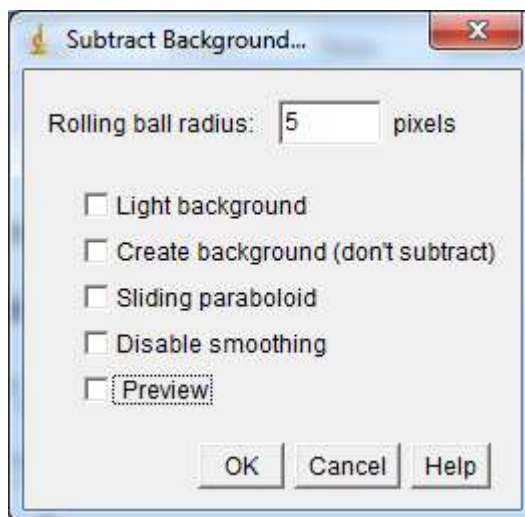 Subtract Background...
Rolling ball radius: 5 pixels
Light background
Create background (don't subtract)
Sliding paraboloid
Disable smoothing
Preview
OK Cancel Help